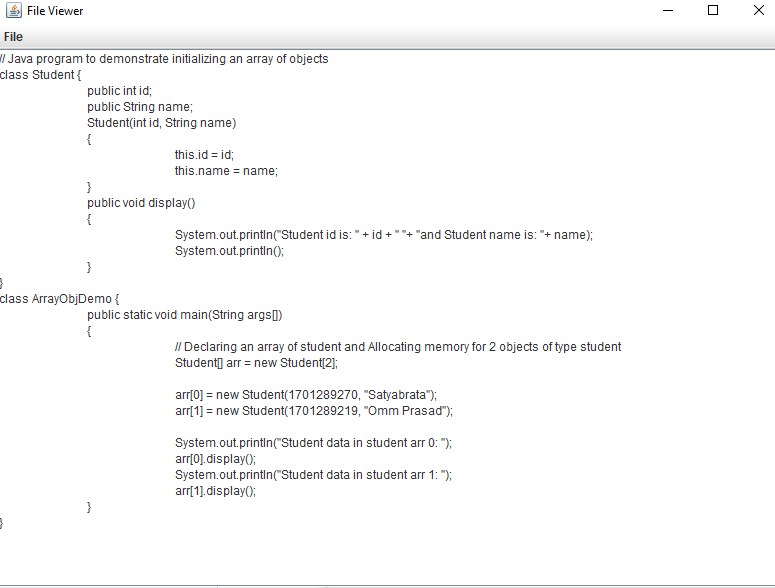 File Viewer
File
// Java program to demonstrate initializing an array of objects
class Student {
public int id;
public String name;
Student(int id, String name)
{
this.id = id;
this.name = name;
}
public void display()
{
System.out.println("Student id is: " + id + " "+ "and Student name is: "+ name);
System.out.println();
}
}
class ArrayObjDemo {
public static void main(String args[])
{
// Declaring an array of student and Allocating memory for 2 objects of type student
Student[] arr = new Student[2];
arr[0] = new Student(1701289270, "Satyabrata");
arr[1] = new Student(1701289219, "Omm Prasad");
System.out.println("Student data in student arr 0: ");
arr[0].display();
System.out.println("Student data in student arr 1: ");
arr[1].display();
}
}